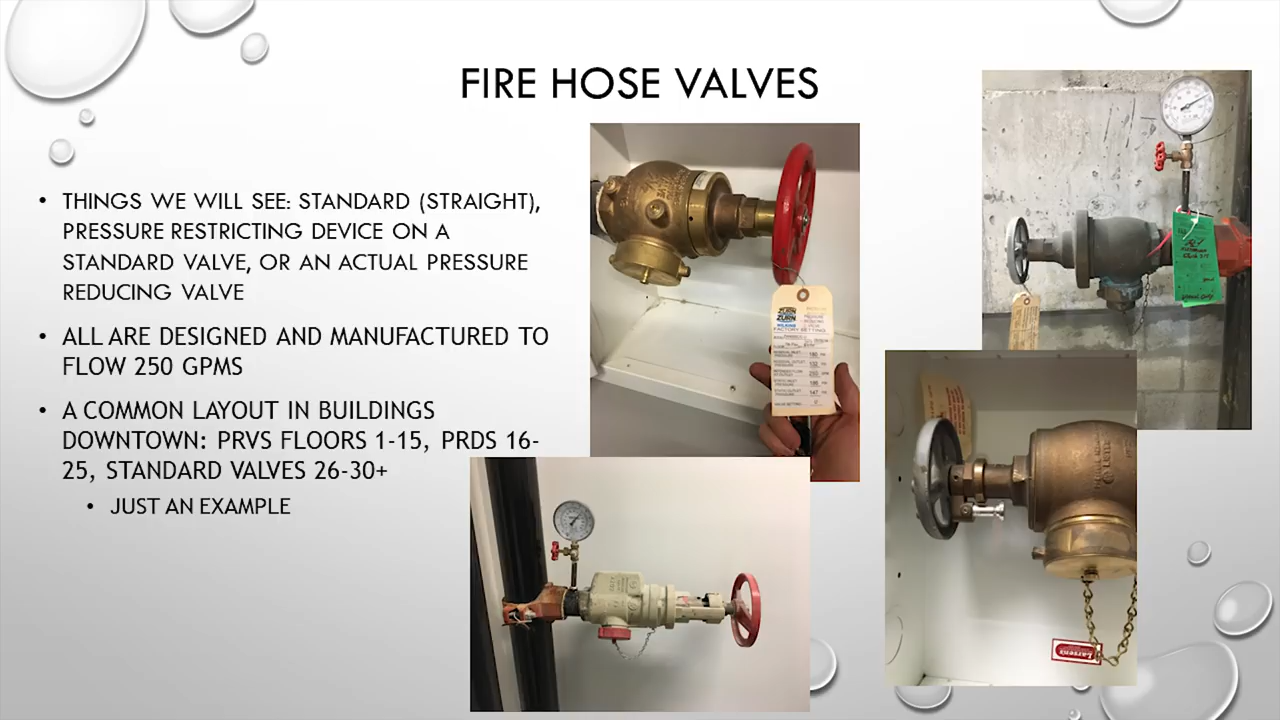 FIRE HOSE VALVES
• THINGS WE WILL SEE: STANDARD (STRAIGHT),
PRESSURE RESTRICTING DEVICE ON A
STANDARD VALVE, OR AN ACTUAL PRESSURE
REDUCING VALVE
• ALL ARE DESIGNED AND MANUFACTURED TO
FLOW 250 GPMS
• A COMMON LAYOUT IN BUILDINGS
DOWNTOWN: PRVS FLOORS 1-15, PRDS 16-
25, STANDARD VALVES 26-30+
• JUST AN EXAMPLE
ZURN
WILKINS
FACTORY SETTING
Larsen's